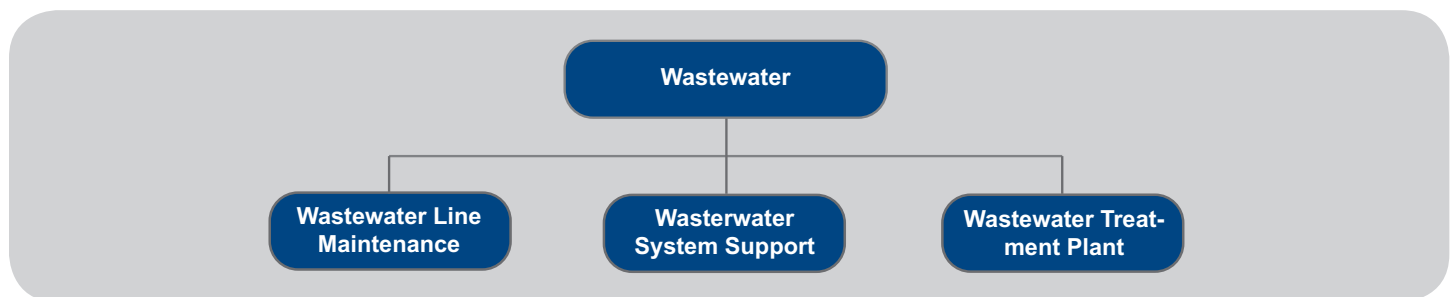 Wastewater
Wastewater Line
Maintenance
Wasterwater
System Support
Wastewater Treat-
ment Plant